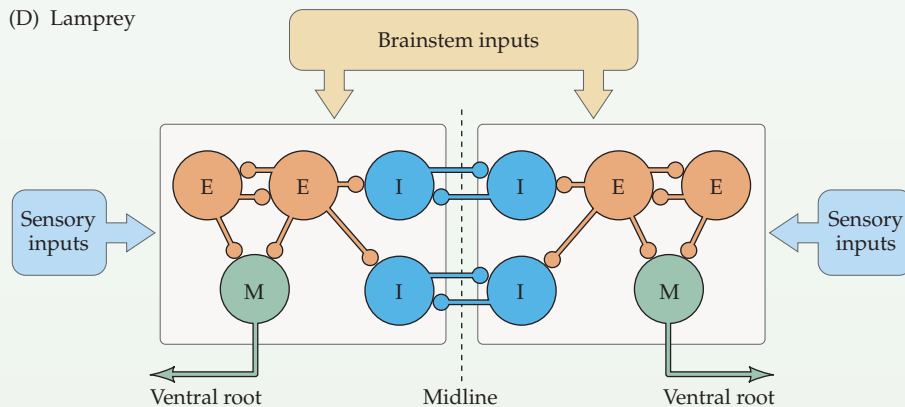 (D) Lamprey
Brainstem inputs
E E I I E E
Sensory
inputs
Sensory
inputs
M I I M
Ventral root Midline Ventral root